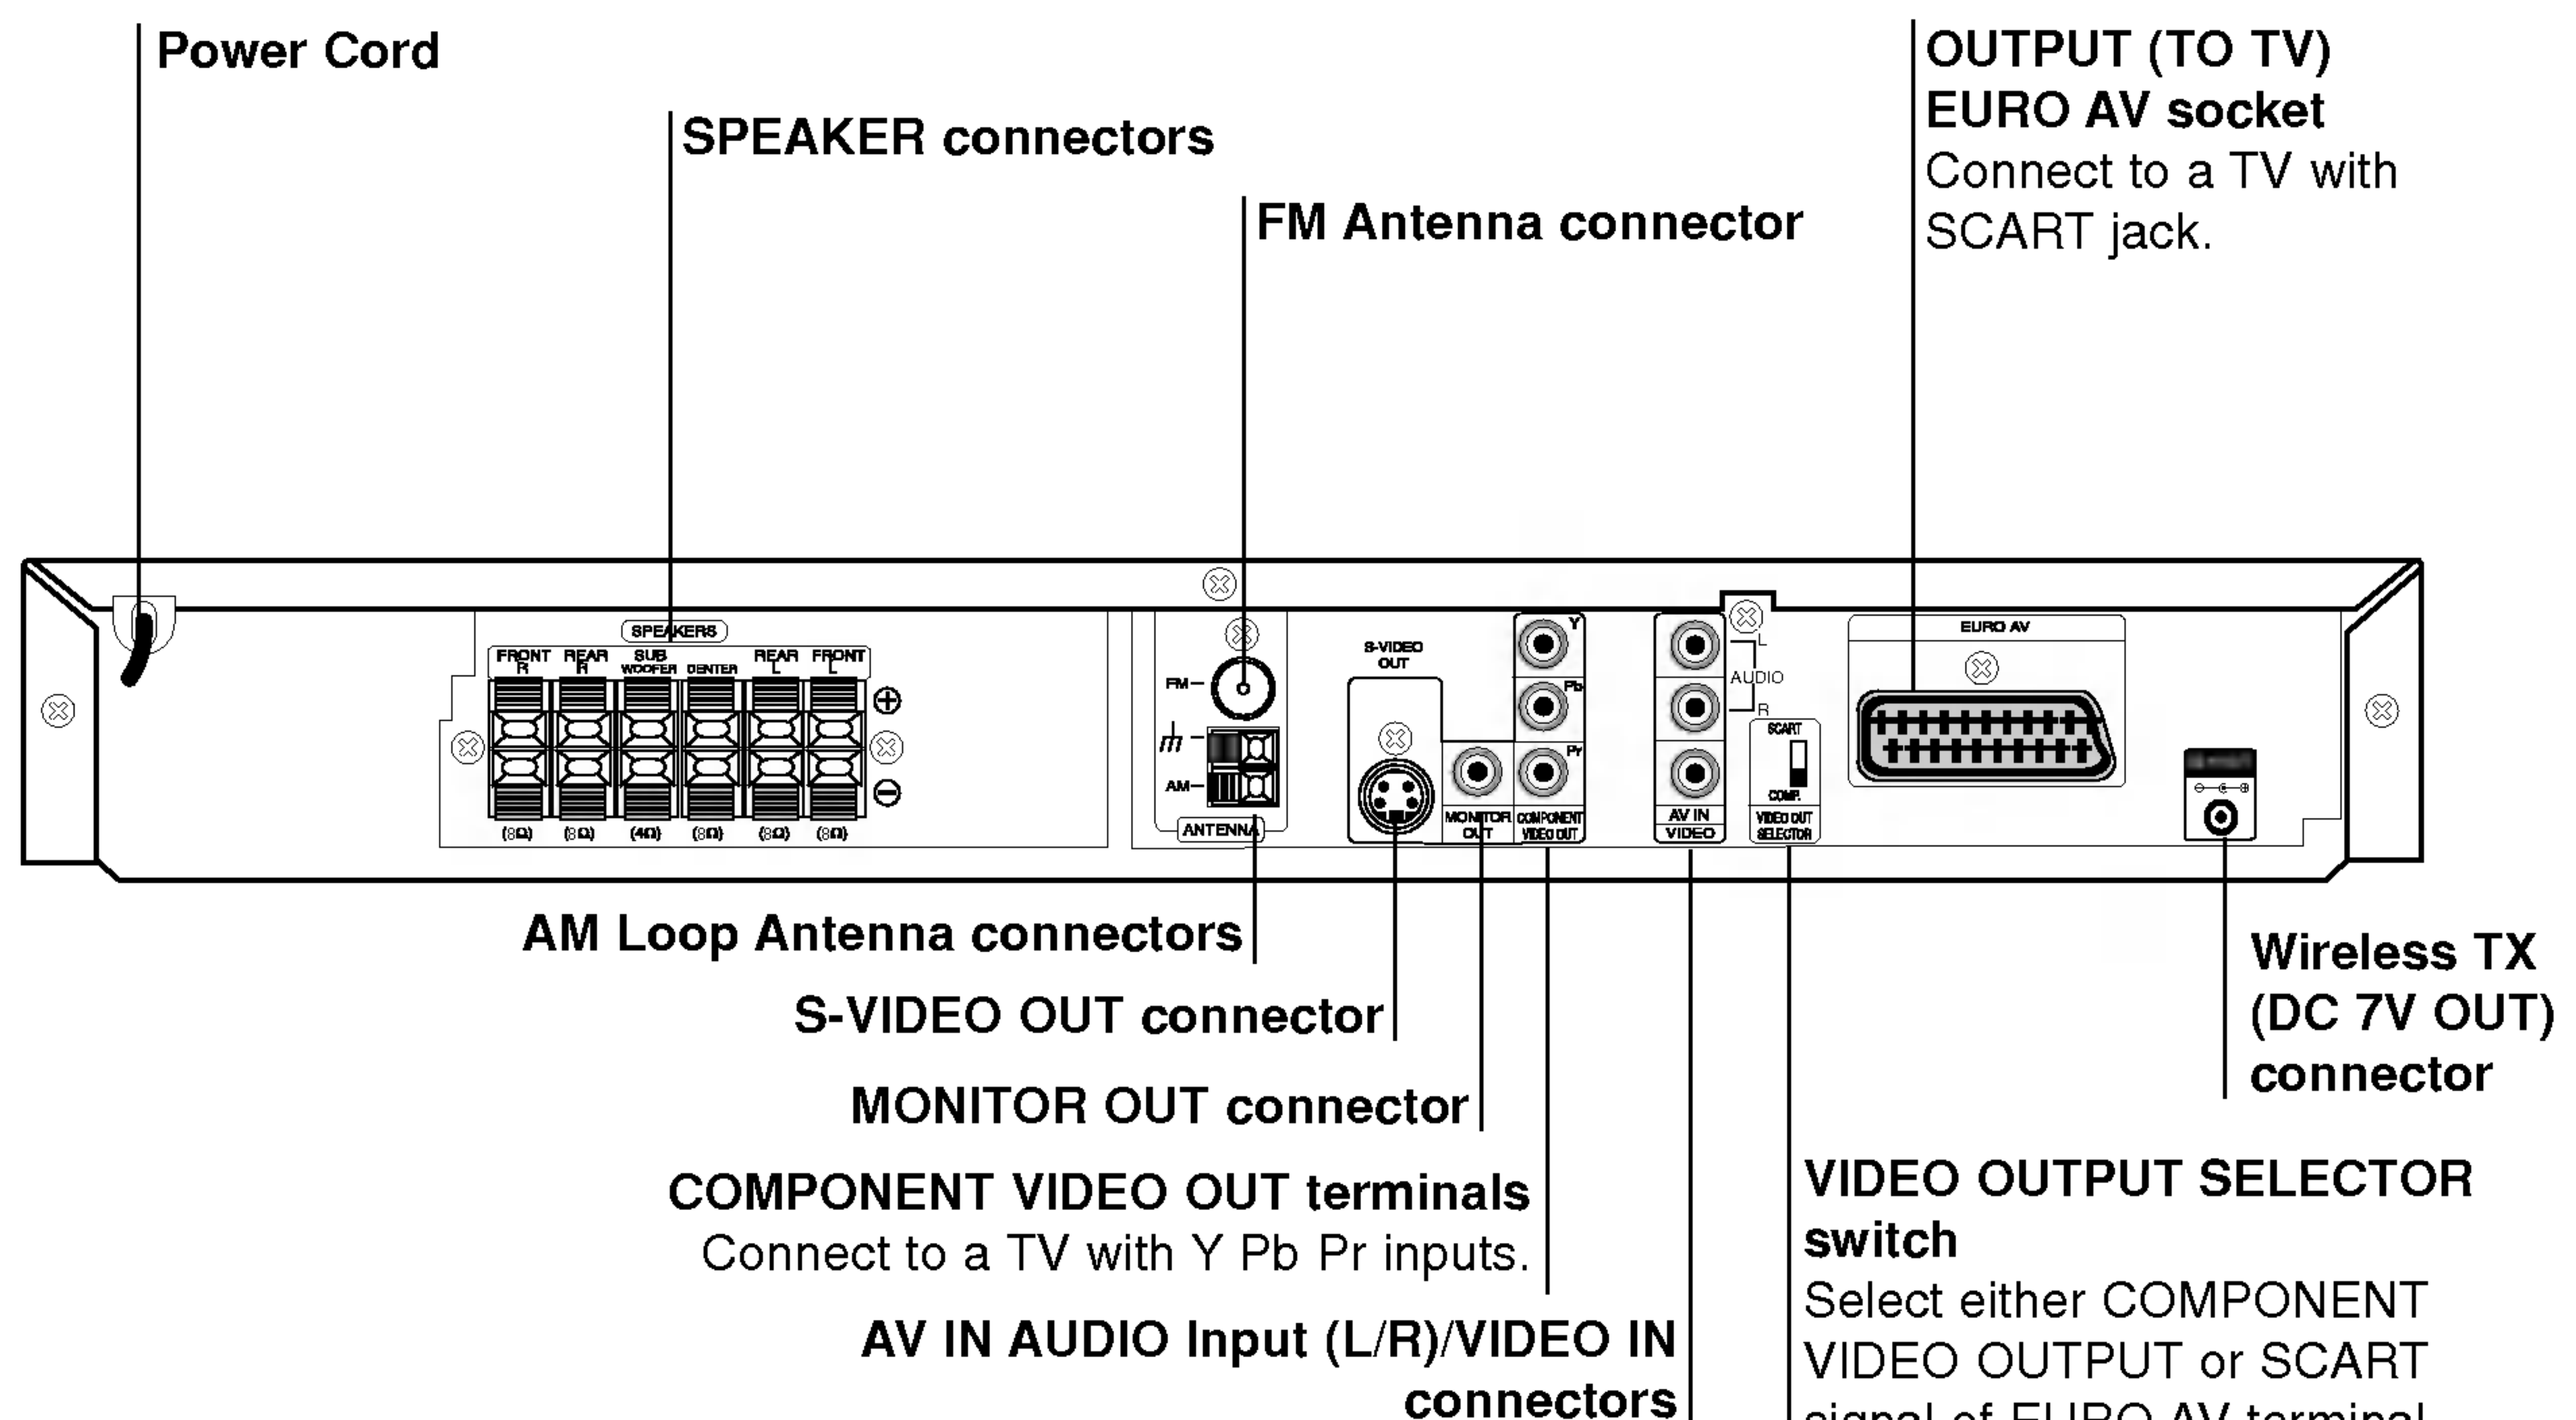 Power Cord
SPEAKER connectors
FM Antenna connector
OUTPUT (TO TV)
EURO AV socket
Connect to a TV with
SCART jack.
SPEAKERS
FRONT R
REAR R
SUB WOOFER
CENTER
REAR L
FRONT L
(8Ω) (8Ω) (4Ω) (8Ω) (8Ω) (8Ω)
FM
AM
ANTENNA
S-VIDEO
OUT
MONITOR
OUT
Y
Pb
Pr
COMPONENT
VIDEO OUT
L
AUDIO
R
AV IN
VIDEO
SCART
COMP.
VIDEO OUT
SELECTOR
EURO AV
AM Loop Antenna connectors
S-VIDEO OUT connector
MONITOR OUT connector
COMPONENT VIDEO OUT terminals
Connect to a TV with Y Pb Pr inputs.
AV IN AUDIO Input (L/R)/VIDEO IN
connectors
Wireless TX
(DC 7V OUT)
connector
VIDEO OUTPUT SELECTOR
switch
Select either COMPONENT
VIDEO OUTPUT or SCART
signal of EURO AV terminal